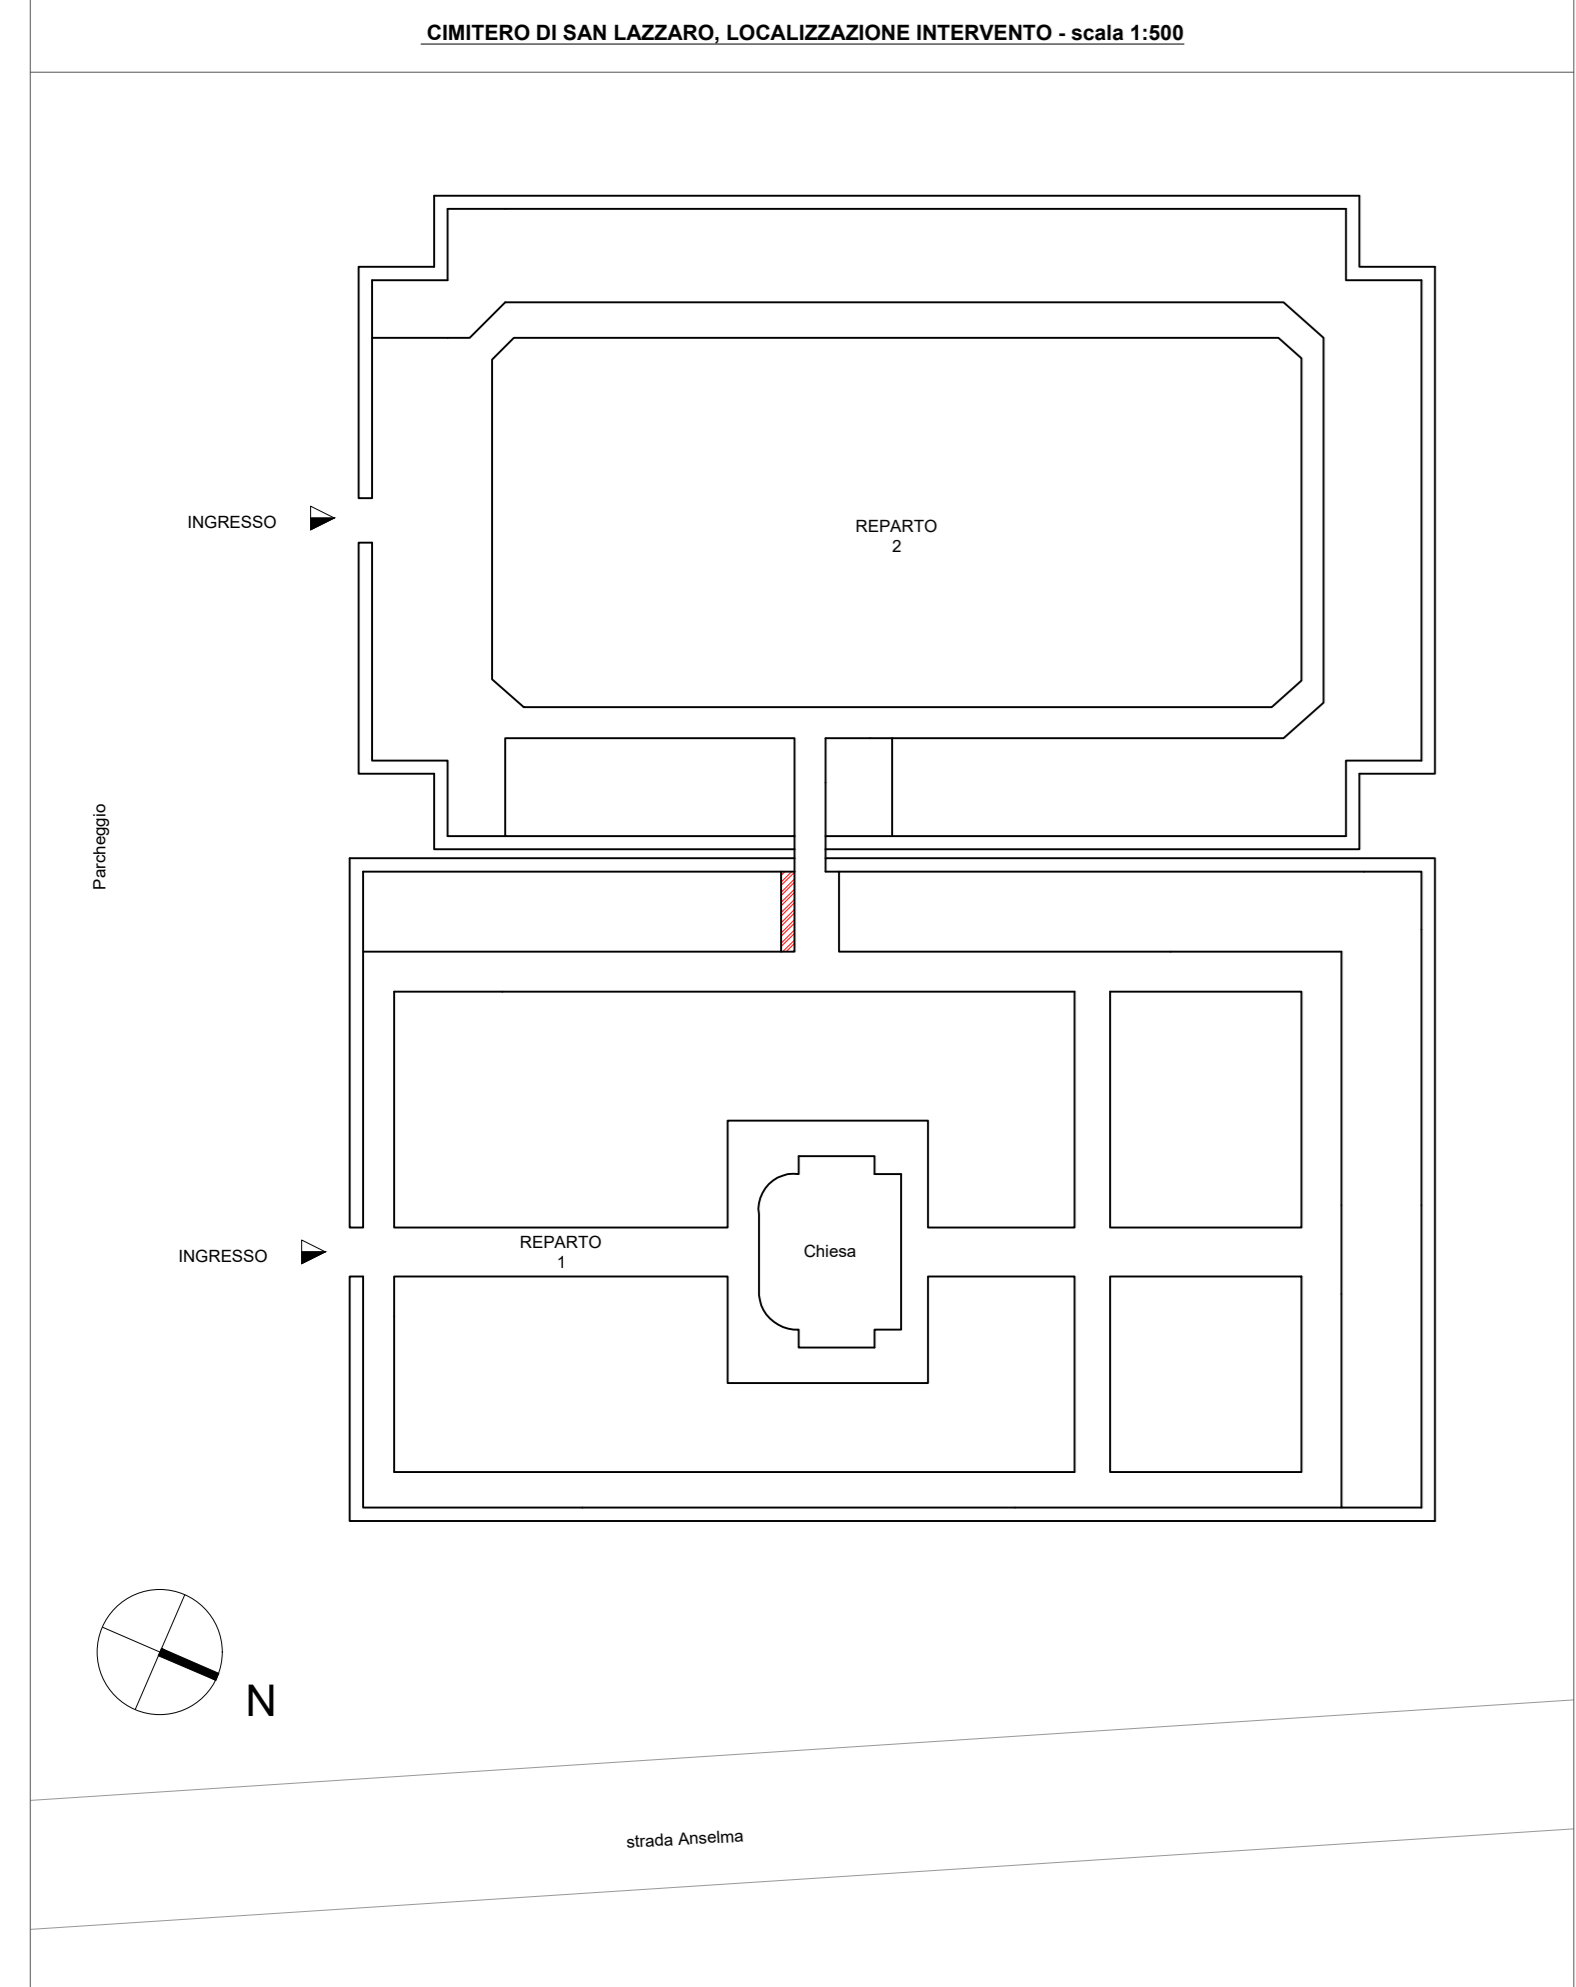 CIMITERO DI SAN LAZZARO, LOCALIZZAZIONE INTERVENTO - scala 1:500
INGRESSO
REPARTO
2
Parcheggio
INGRESSO
REPARTO
1
Chiesa
N
strada Anselma